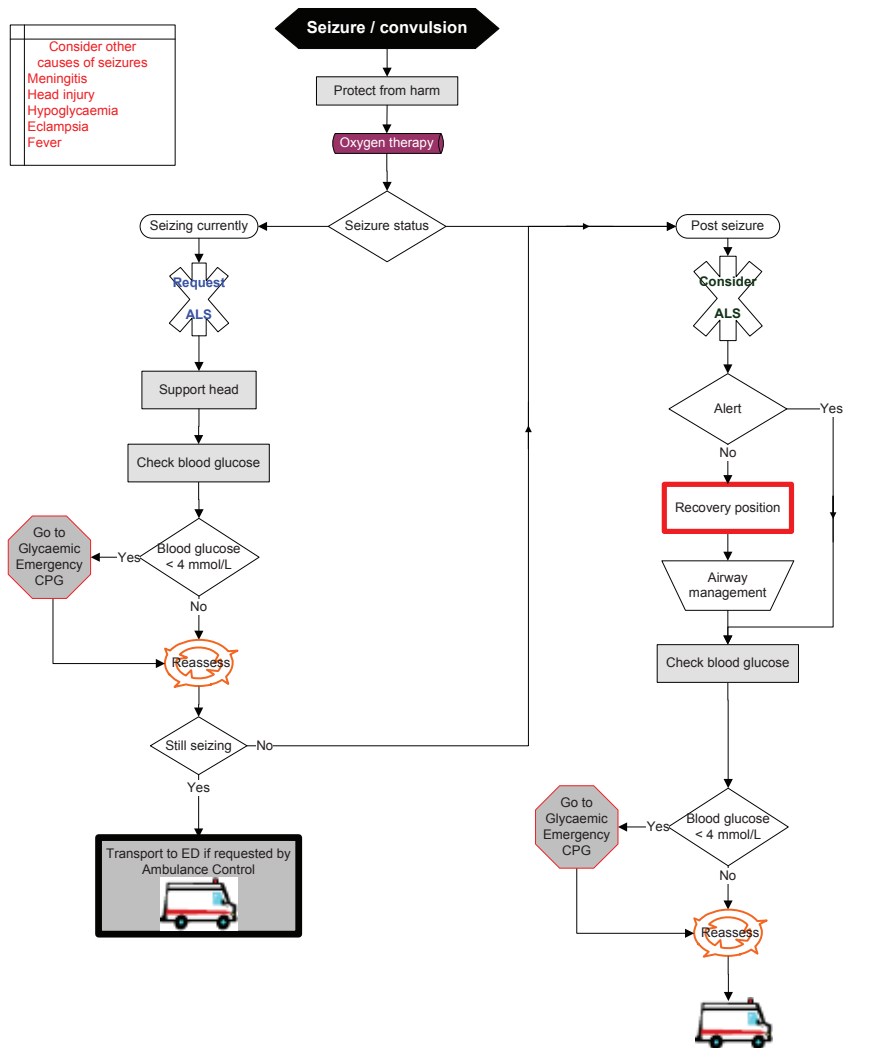 Seizure / convulsion
Consider other
causes of seizures
Meningitis
Head injury
Hypoglycaemia
Eclampsia
Fever
Protect from harm
Oxygen therapy
Seizure status
Seizing currently
Post seizure
Request
ALS
Consider
ALS
Support head
Alert
Yes
No
Check blood glucose
Recovery position
Go to
Glycaemic
Emergency
CPG
Yes
Blood glucose
< 4 mmol/L
No
Airway
management
Reassess
Check blood glucose
Still seizing
No
Yes
Transport to ED if requested by
Ambulance Control
Go to
Glycaemic
Emergency
CPG
Yes
Blood glucose
< 4 mmol/L
No
Reassess